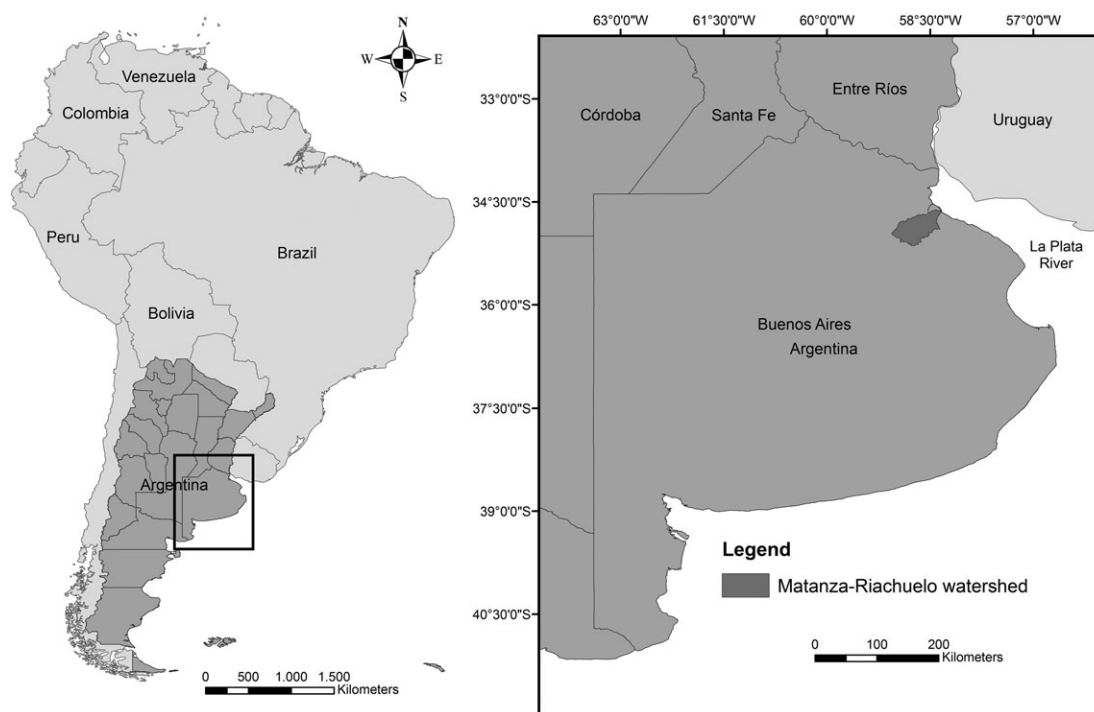 N
W E
S
Venezuela
Colombia
Peru
Brazil
Bolivia
Argentina
0 250 500 1.000 1.500
Kilometers
63°0'0"W 61°30'0"W 60°0'0"W 58°30'0"W 57°0'0"W
33°0'0"S
34°30'0"S
36°0'0"S
37°30'0"S
39°0'0"S
40°30'0"S
Entre Ríos
Córdoba
Santa Fe
Uruguay
La Plata
River
Buenos Aires
Argentina
Legend
Matanza-Riachuelo watershed
0 100 200
Kilometers